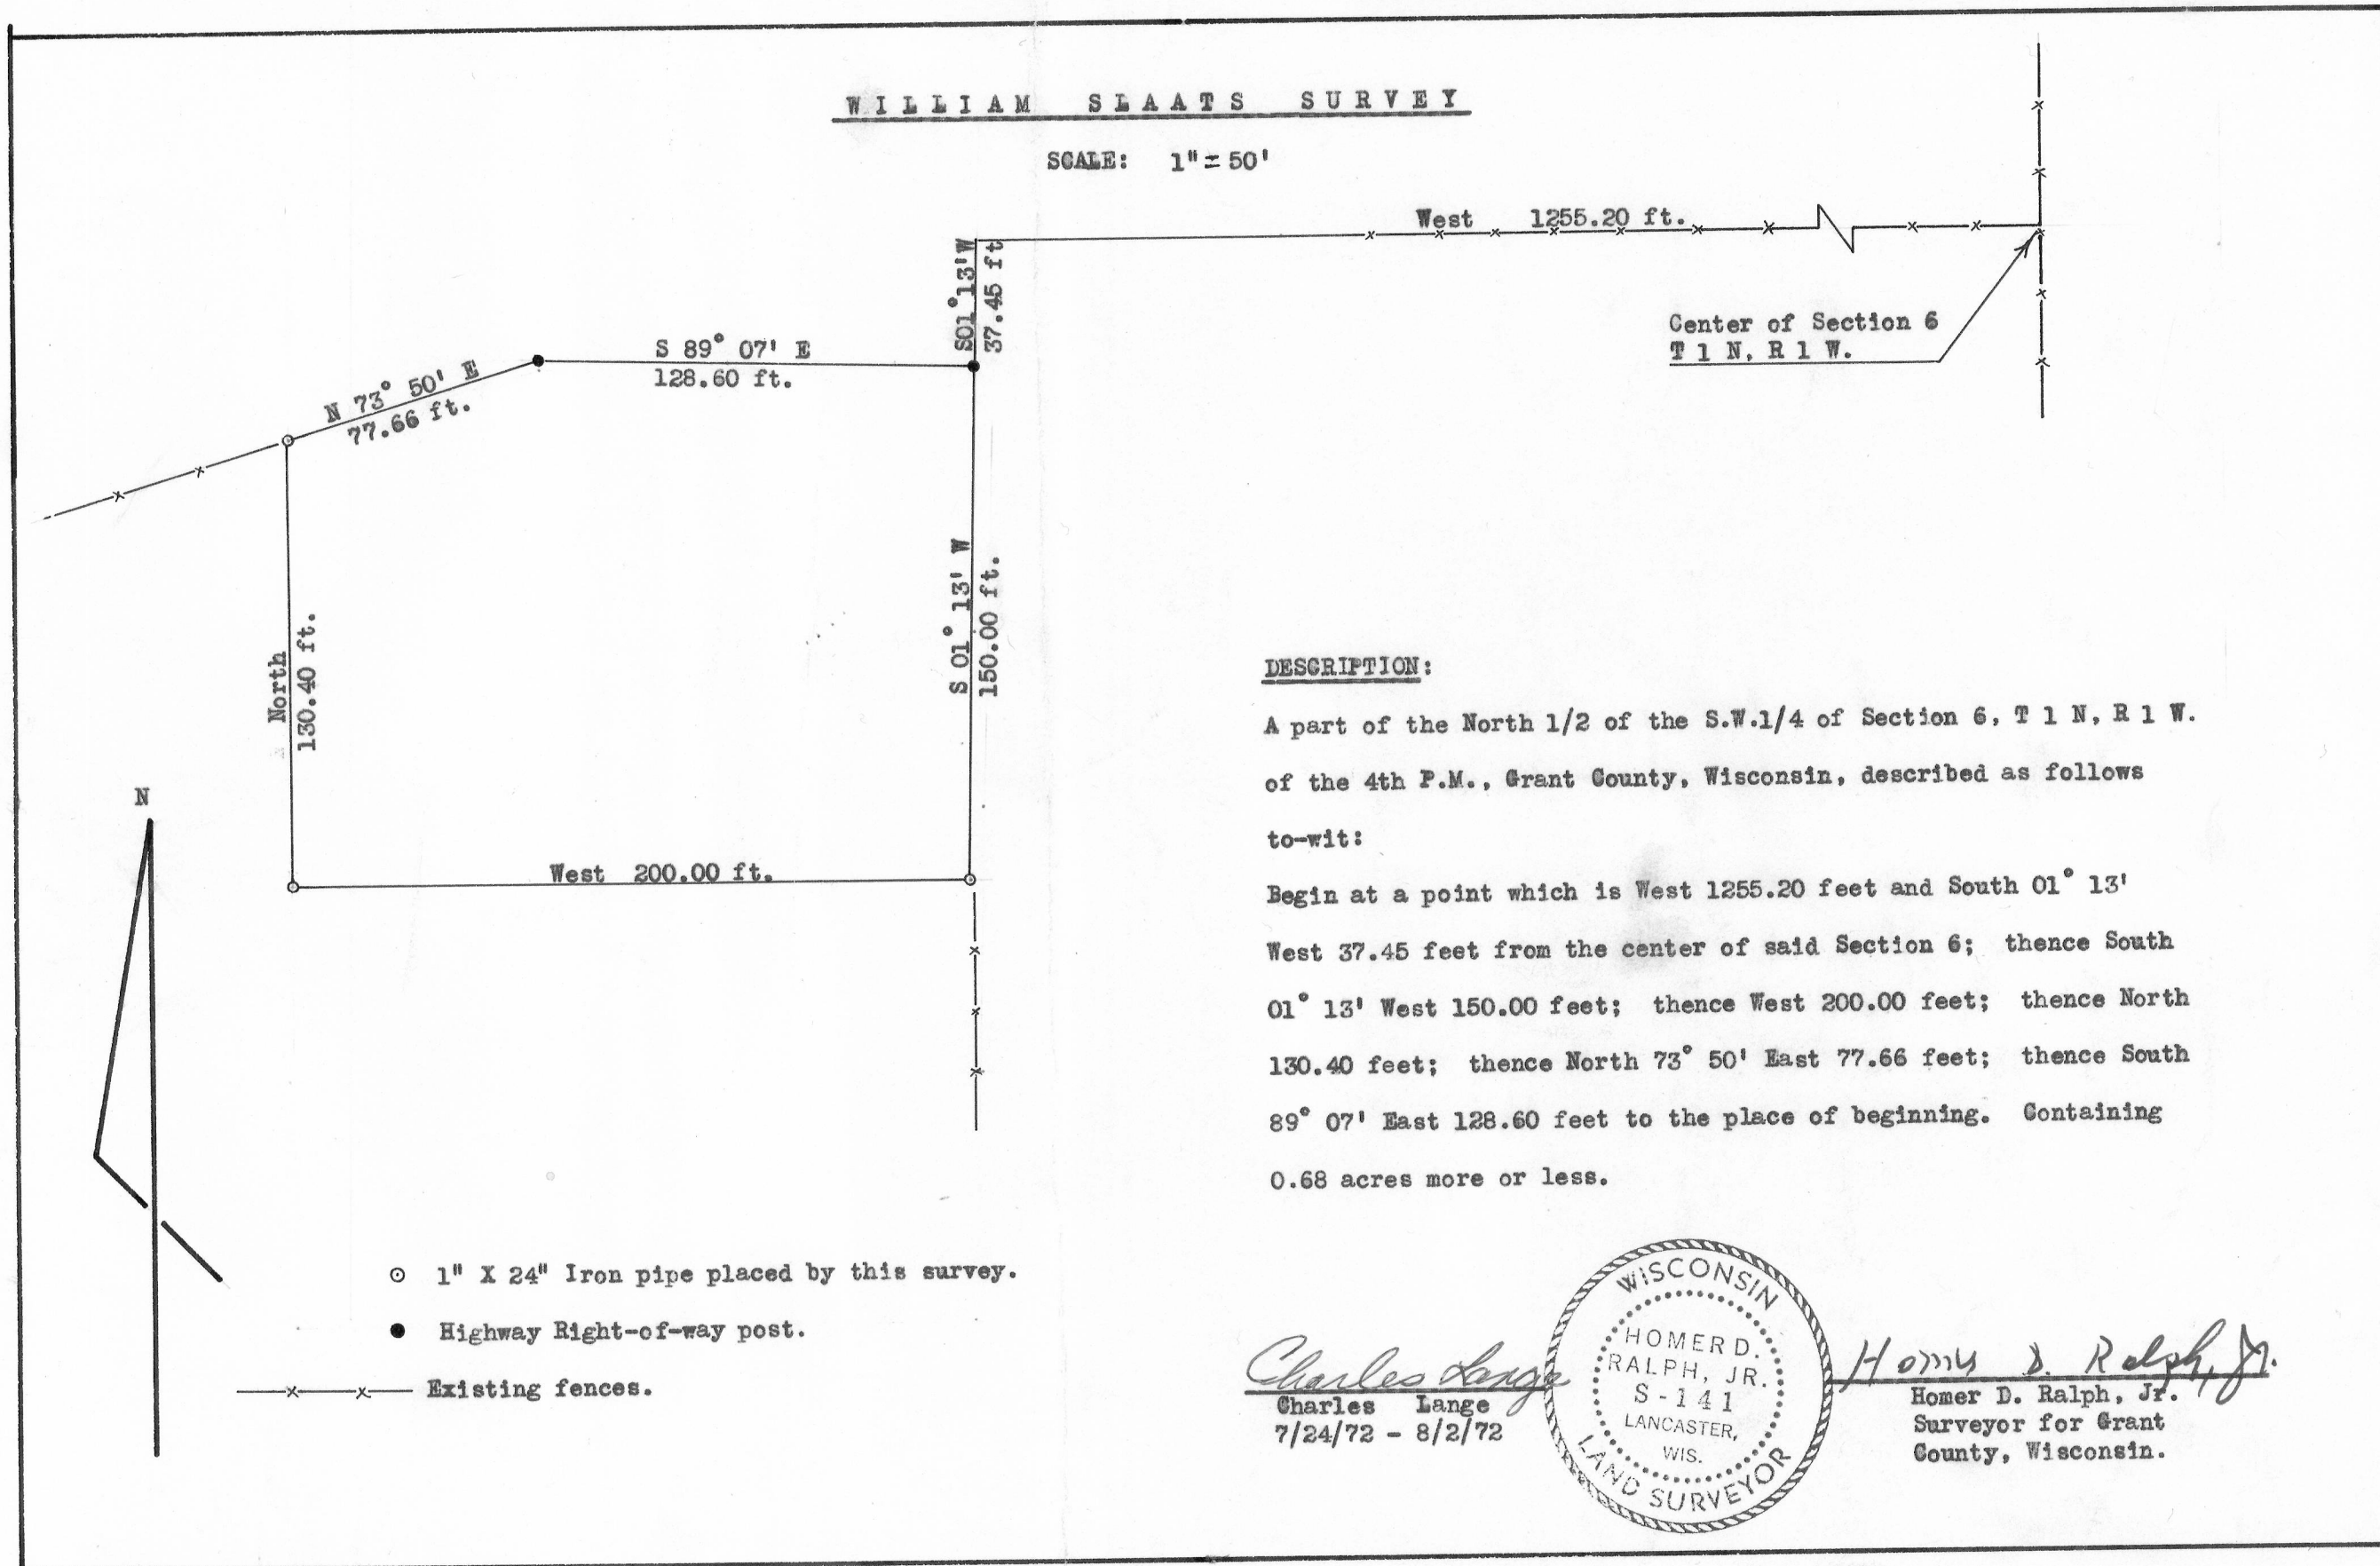 WILLIAM SLAATS SURVEY
SCALE: 1" = 50'
West 1255.20 ft.
S01° 13'W
37.45 ft
Center of Section 6
T 1 N, R 1 W.
S 89° 07' E
128.60 ft.
N 73° 50' E
77.66 ft.
North
130.40 ft.
S 01° 13' W
150.00 ft.
West 200.00 ft.
N
DESCRIPTION:
A part of the North 1/2 of the S.W.1/4 of Section 6, T 1 N, R 1 W.
of the 4th P.M., Grant County, Wisconsin, described as follows
to-wit:
Begin at a point which is West 1255.20 feet and South 01° 13'
West 37.45 feet from the center of said Section 6; thence South
01° 13' West 150.00 feet; thence West 200.00 feet; thence North
130.40 feet; thence North 73° 50' East 77.66 feet; thence South
89° 07' East 128.60 feet to the place of beginning. Containing
0.68 acres more or less.
1" X 24" Iron pipe placed by this survey.
Highway Right-of-way post.
Existing fences.
Charles Lange
Charles Lange
7/24/72 - 8/2/72
WISCONSIN
HOMER D.
RALPH, JR.
S-141
LANCASTER,
WIS.
LAND SURVEYOR
Homer D. Ralph, Jr.
Homer D. Ralph, Jr.
Surveyor for Grant
County, Wisconsin.